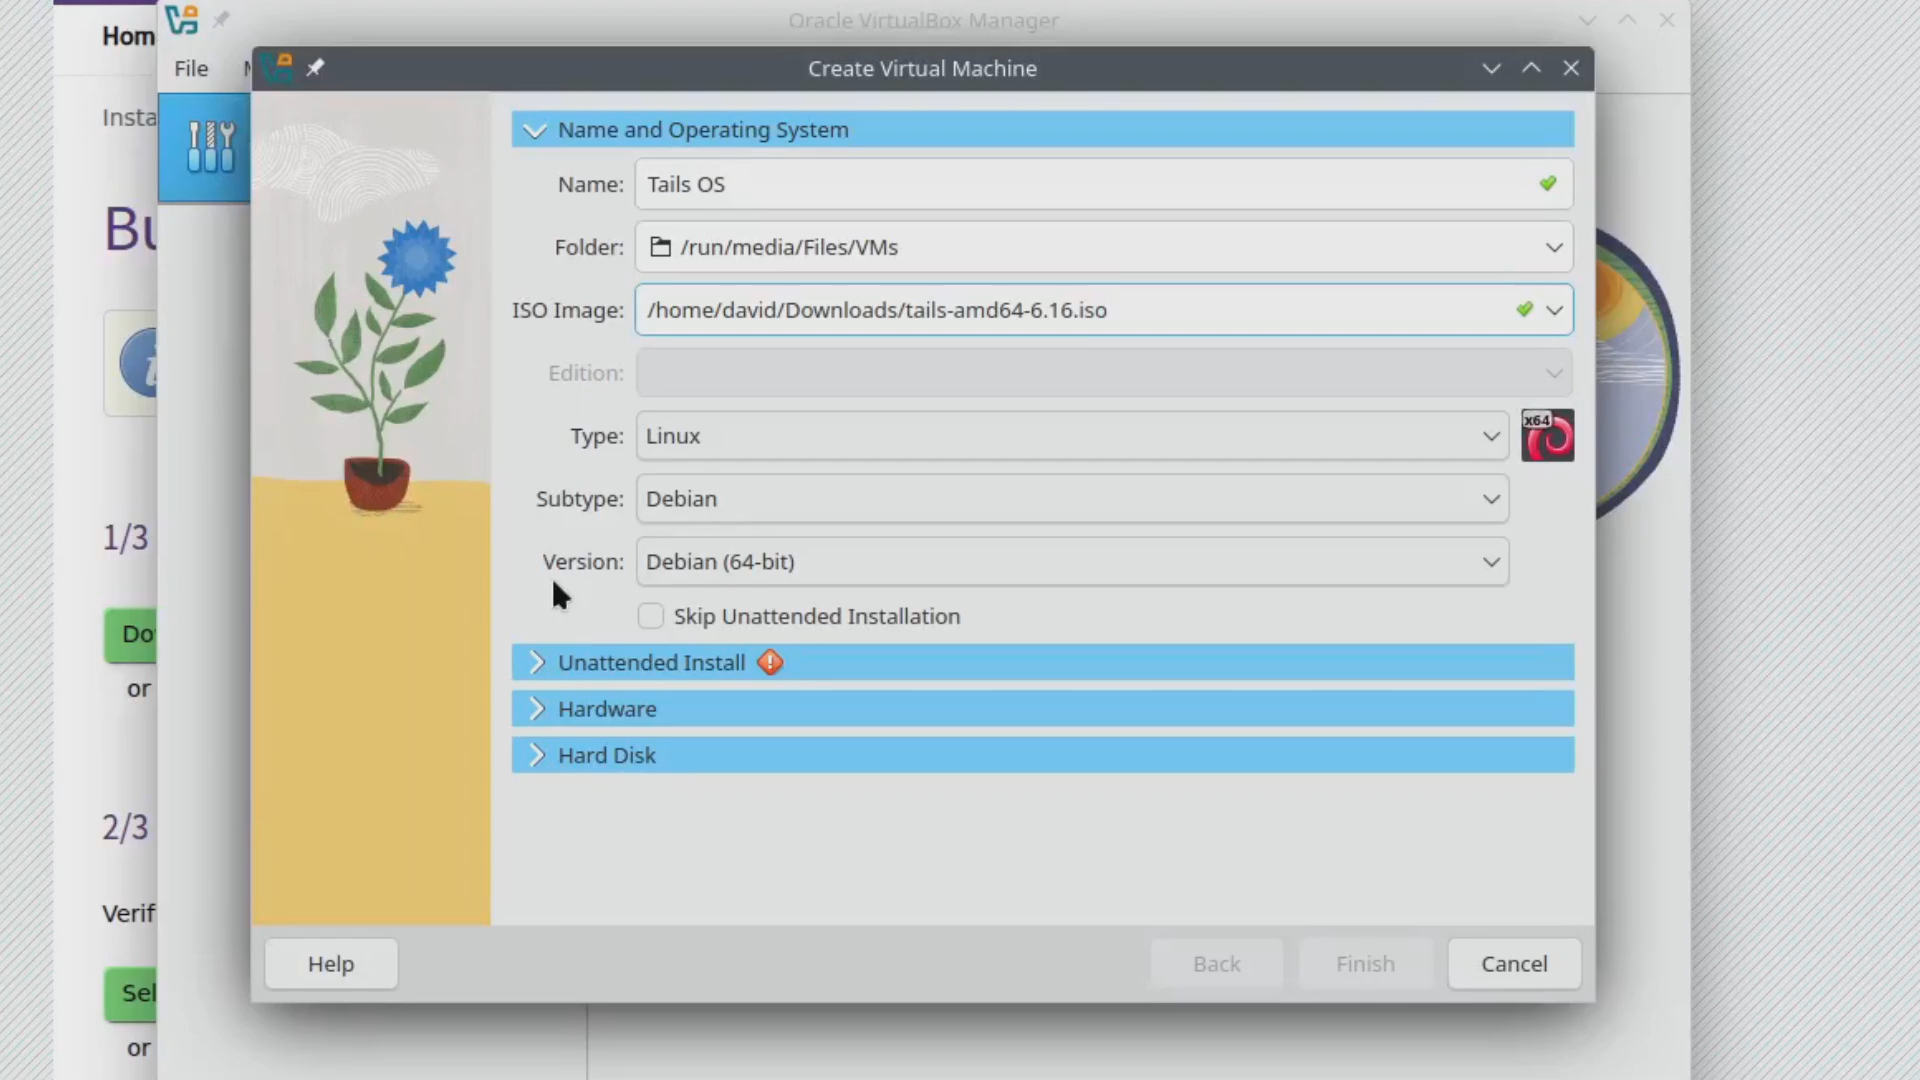 Oracle VirtualBox Manager
Hom
File
Create Virtual Machine
Insta
Name and Operating System
Name: Tails OS
Bu
Folder: /run/media/Files/VMs
ISO Image: /home/david/Downloads/tails-amd64-6.16.iso
Edition:
Type: Linux
x64
Subtype: Debian
1/3
Version: Debian (64-bit)
Skip Unattended Installation
Do
Unattended Install
or
Hardware
Hard Disk
2/3
Verif
Help
Back
Finish
Cancel
Sel
or